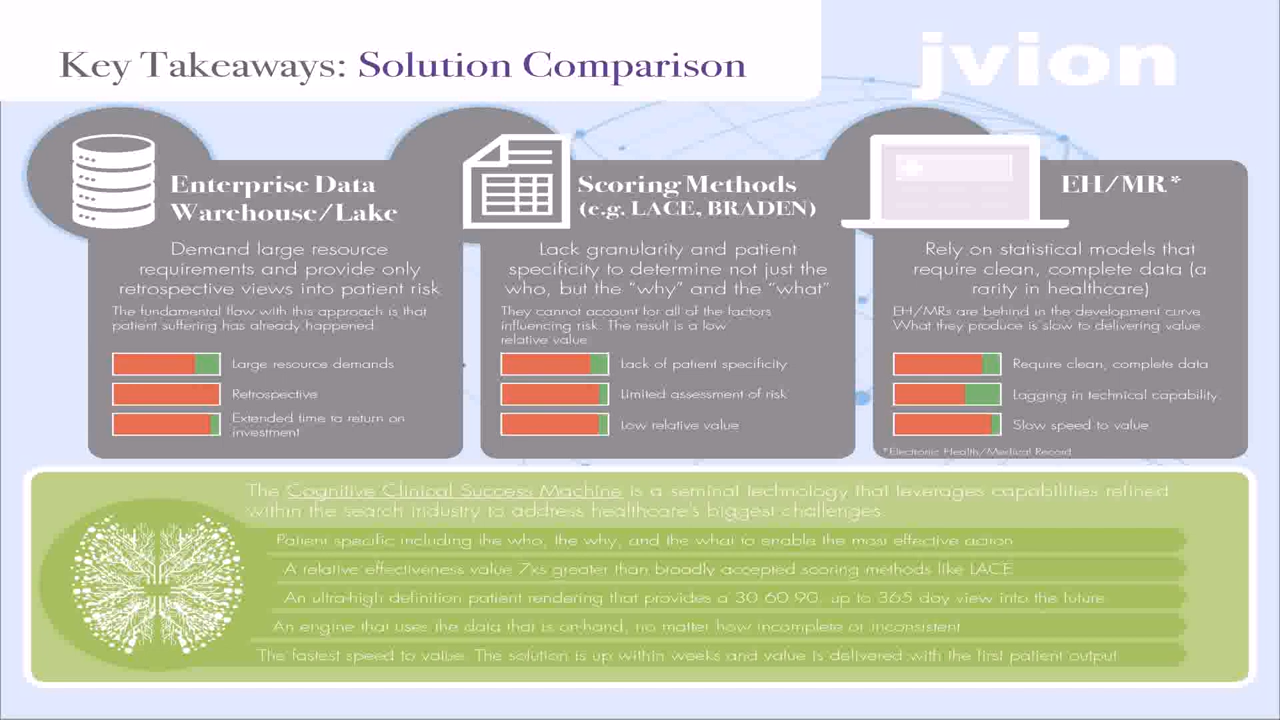 Key Takeaways: Solution Comparison
jvion
Enterprise Data
Warehouse/Lake
Demand large resource
requirements and provide only
retrospective views into patient risk
The fundamental flaw with this approach is that
patient suffering has already happened.
Large resource demands
Retrospective
Extended time to return on
investment
Scoring Methods
(e.g. LACE, BRADEN)
Lack granularity and patient
specificity to determine not just the
who, but the “why” and the “what”
They cannot account for all of the factors
influencing risk. The result is a low
relative value.
Lack of patient specificity
Limited assessment of risk
Low relative value
EH/MR*
Rely on statistical models that
require clean, complete data (a
rarity in healthcare)
EH/MRs are behind in the development curve.
What they produce is slow to delivering value.
Require clean, complete data
Lagging in technical capability
Slow speed to value
*Electronic Health/Medical Record
The Cognitive Clinical Success Machine is a seminal technology that leverages capabilities refined
within the search industry to address healthcare's biggest challenges.
Patient specific including the who, the why, and the what to enable the most effective action
A relative effectiveness value 7xs greater than broadly accepted scoring methods like LACE
An ultra-high definition patient rendering that provides a 30 60 90, up to 365 day view into the future
An engine that uses the data that is on-hand, no matter how incomplete or inconsistent
The fastest speed to value. The solution is up within weeks and value is delivered with the first patient output